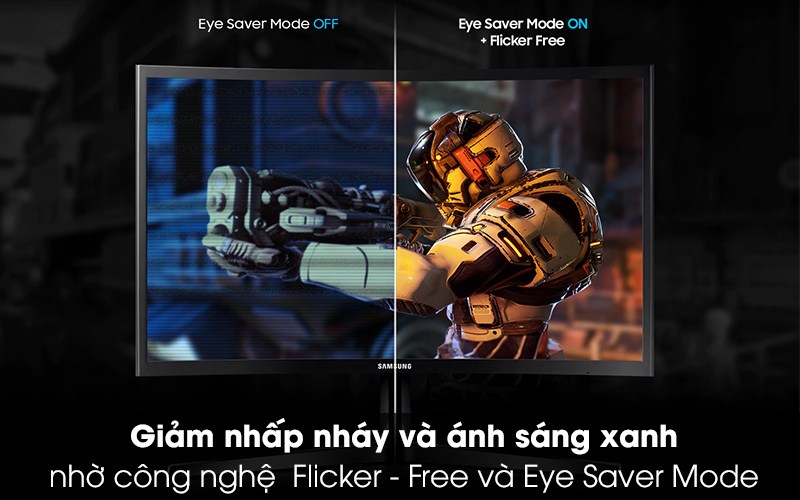 Eye Saver Mode OFF
Eye Saver Mode ON
+ Flicker Free
SAMSUNG
Giảm nhấp nháy và ánh sáng xanh
nhờ công nghệ Flicker - Free và Eye Saver Mode